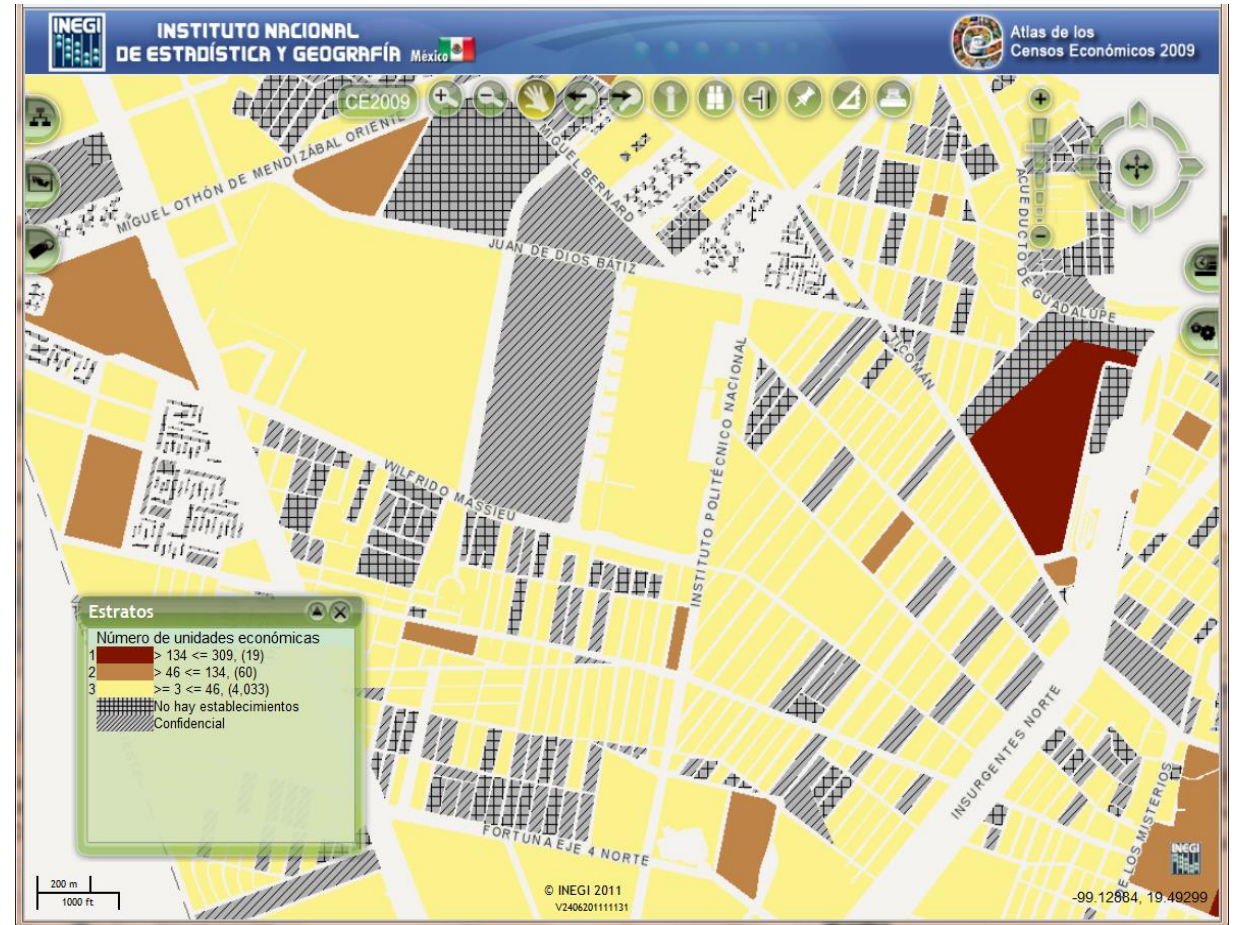 INEGI
INSTITUTO NACIONAL
DE ESTADÍSTICA Y GEOGRAFÍA México
Atlas de los
Censos Económicos 2009
CE2009
MIGUEL OTHÓN DE MENDIZÁBAL ORIENTE
MIGUEL BERNARD
ACUEDUCTO DE GUADALUPE
JUAN DE DIOS BÁTIZ
TICOMÁN
INSTITUTO POLITÉCNICO NACIONAL
WILFRIDO MASSIEU
Estratos
Número de unidades económicas
1 > 134 <= 309, (19)
2 > 46 <= 134, (60)
3 >= 3 <= 46, (4,033)
No hay establecimientos
Confidencial
INSURGENTES NORTE
DE LOS MISTERIOS
FORTUNA EJE 4 NORTE
INEGI
200 m
1000 ft
© INEGI 2011
V2406201111131
-99.12884, 19.49299